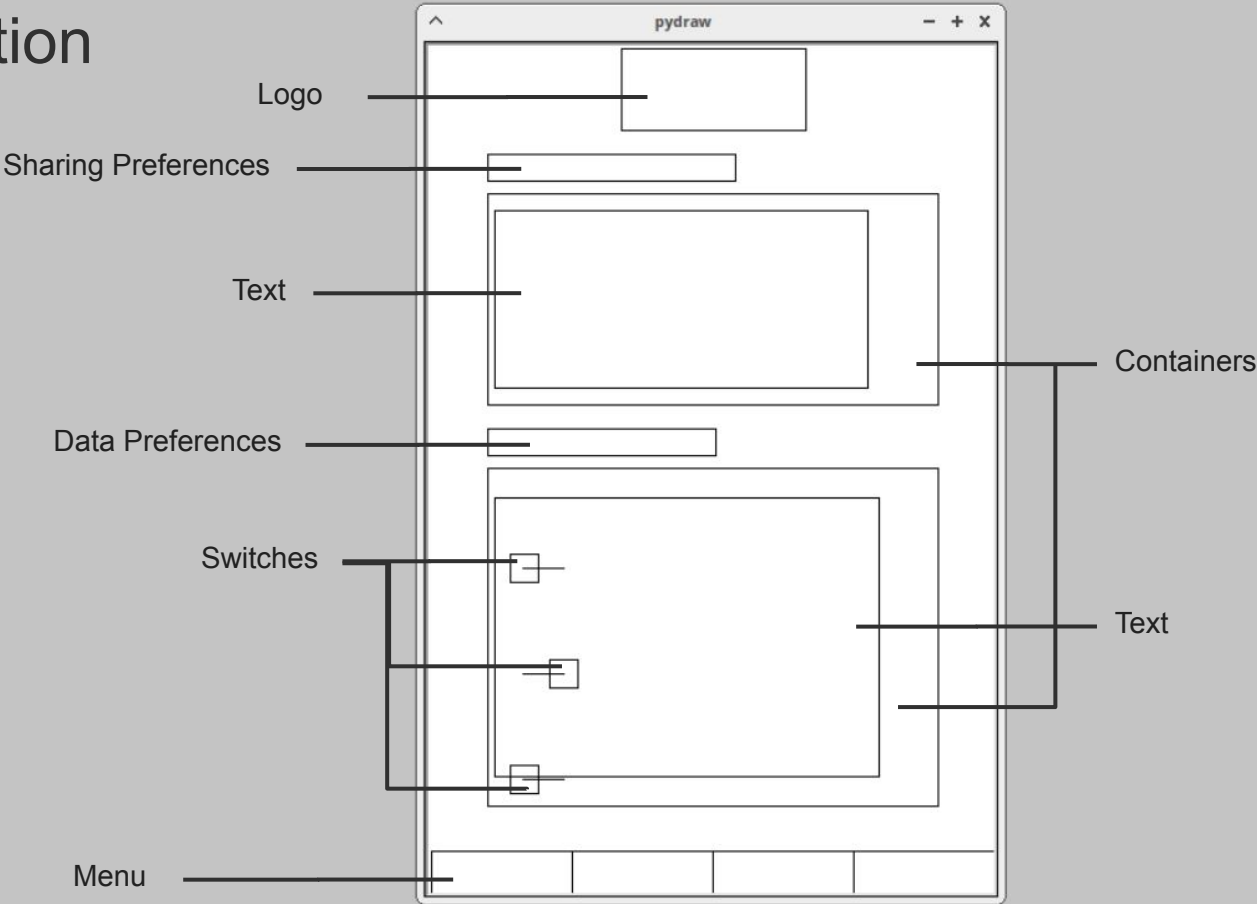 tion
pydraw
Logo
Sharing Preferences
Text
Containers
Data Preferences
Switches
Text
Menu